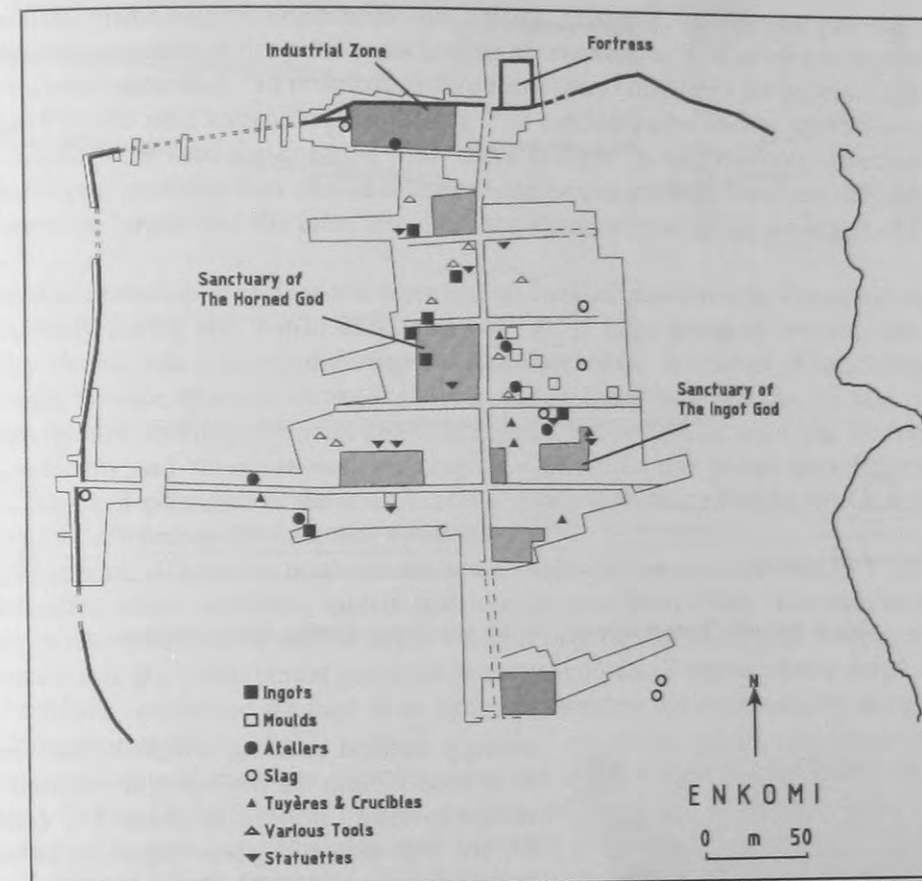 Industrial Zone
Fortress
Sanctuary of
The Horned God
Sanctuary of
The Ingot God
Ingots
Moulds
Ateliers
Slag
Tuyères & Crucibles
Various Tools
Statuettes
N
ENKOMI
0 m 50